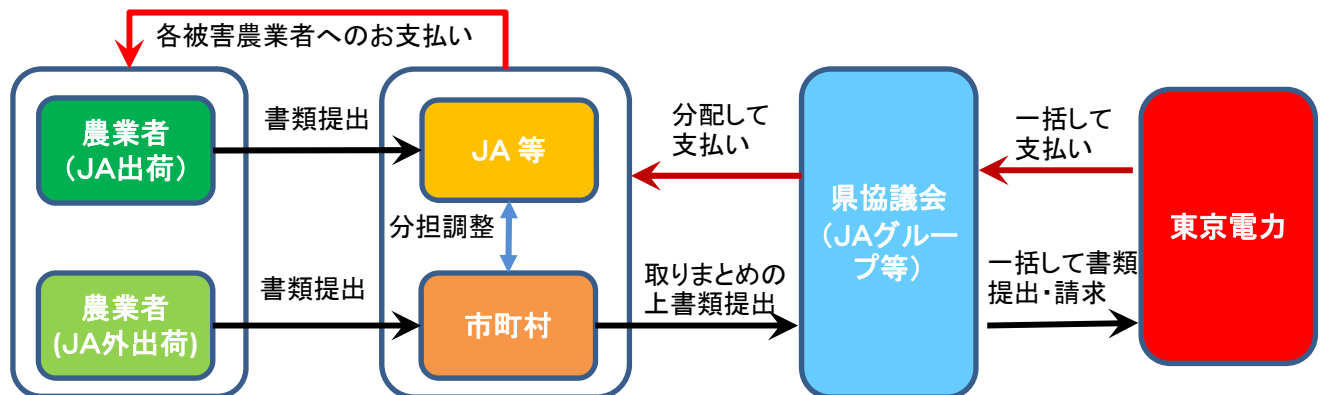 各被害農業者へのお支払い
農業者
（ＪＡ出荷）
書類提出
ＪＡ 等
分配して
支払い
一括して
支払い
分担調整
県協議会
（ＪＡグルー
プ等）
東京電力
農業者
(ＪＡ外出荷)
書類提出
市町村
取りまとめの
上書類提出
一括して書類
提出・請求